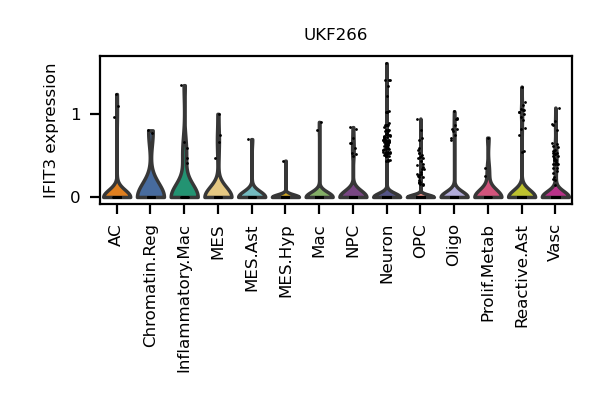 UKF266
IFIT3 expression
1
0
AC
Chromatin.Reg
Inflammatory.Mac
MES
MES.Ast
MES.Hyp
Mac
NPC
Neuron
OPC
Oligo
Prolif.Metab
Reactive.Ast
Vasc